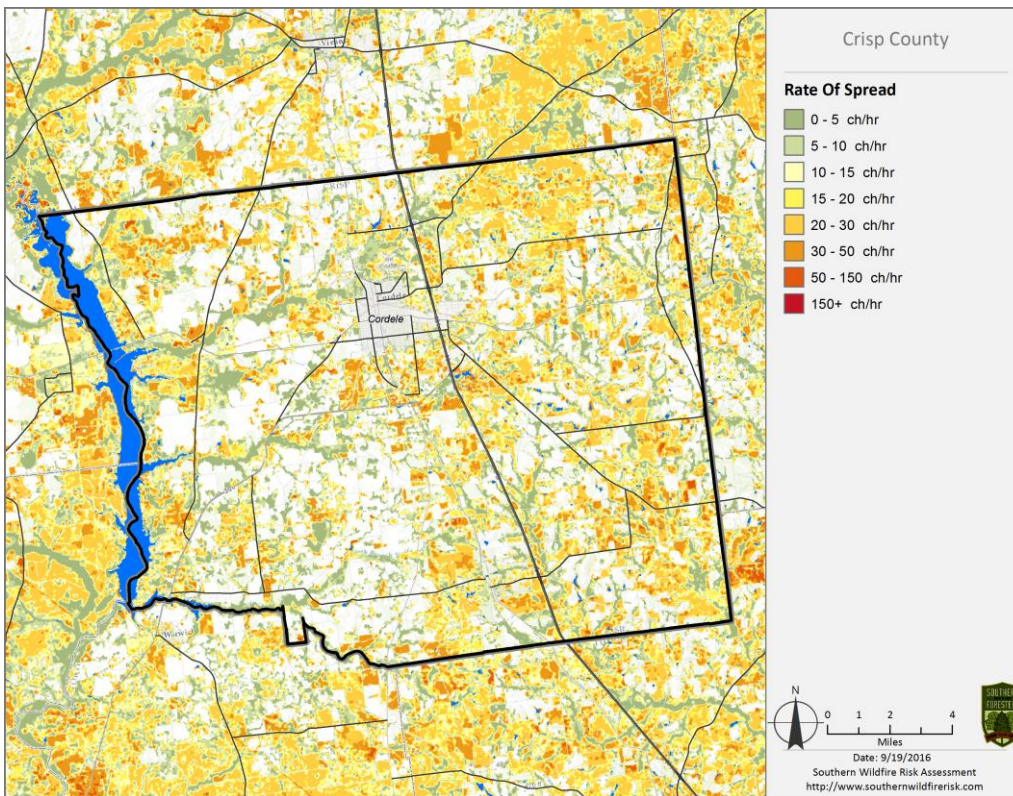 Crisp County
Rate Of Spread
0 - 5 ch/hr
5 - 10 ch/hr
10 - 15 ch/hr
15 - 20 ch/hr
20 - 30 ch/hr
30 - 50 ch/hr
50 - 150 ch/hr
150+ ch/hr
CRISP
Cordele
Cordele
N
0 1 2 4
Miles
Date: 9/19/2016
Southern Wildfire Risk Assessment
http://www.southernwildfirerisk.com